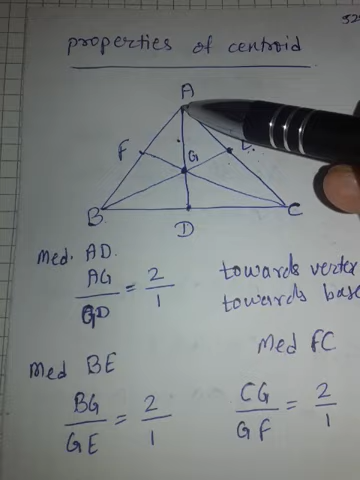 529
properties of centroid
A
F
G
B
D
C
Med. AD.
AG
GD
= 2
1
towards vertex
towards base
Med BE
BG
GE
= 2
1
Med FC
CG
GF
= 2
1